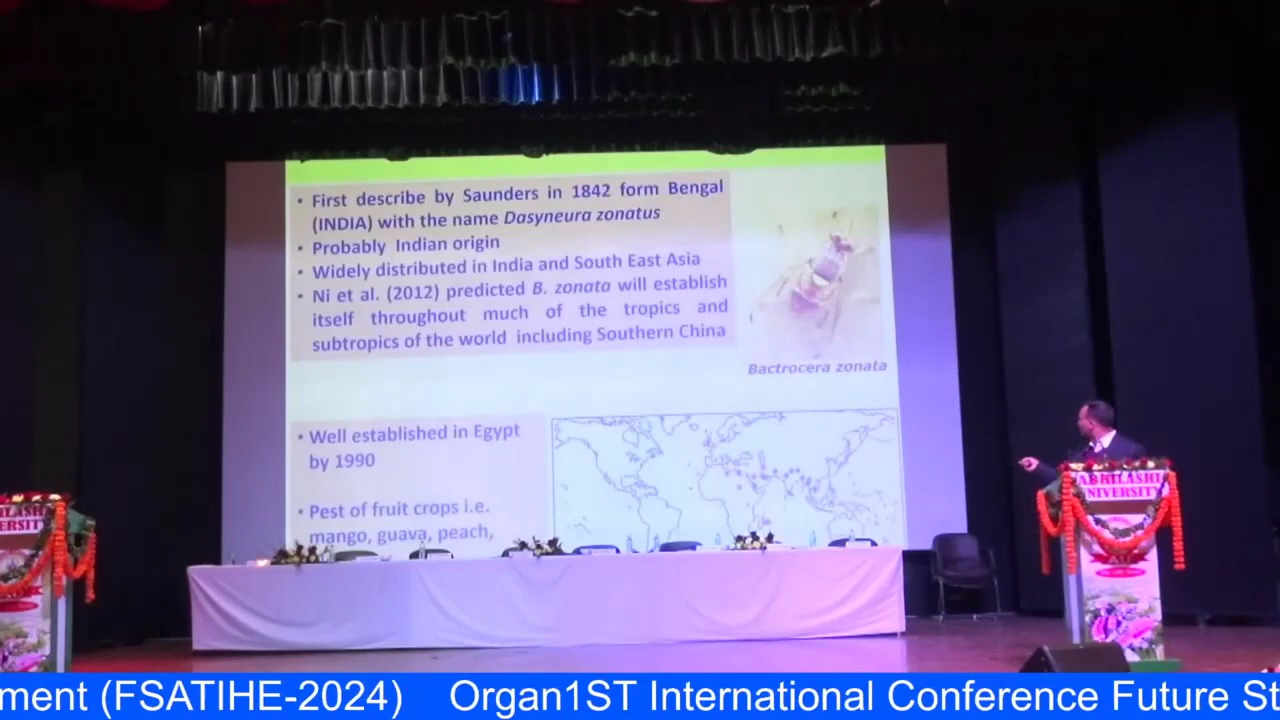 • First describe by Saunders in 1842 form Bengal
(INDIA) with the name Dasyneura zonatus
• Probably Indian origin
• Widely distributed in India and South East Asia
• Ni et al. (2012) predicted B. zonata will establish
itself throughout much of the tropics and
subtropics of the world including Southern China
Bactrocera zonata
• Well established in Egypt
by 1990
• Pest of fruit crops i.e.
mango, guava, peach,
ABHILASHI
UNIVERSITY
ILASHI
ERSITY
ment (FSATIHE-2024) Organ1ST International Conference Future St